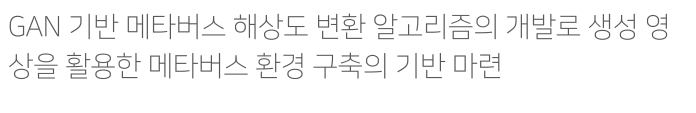 GAN 기반 메타버스 해상도 변환 알고리즘의 개발로 생성 영
상을 활용한 메타버스 환경 구축의 기반 마련